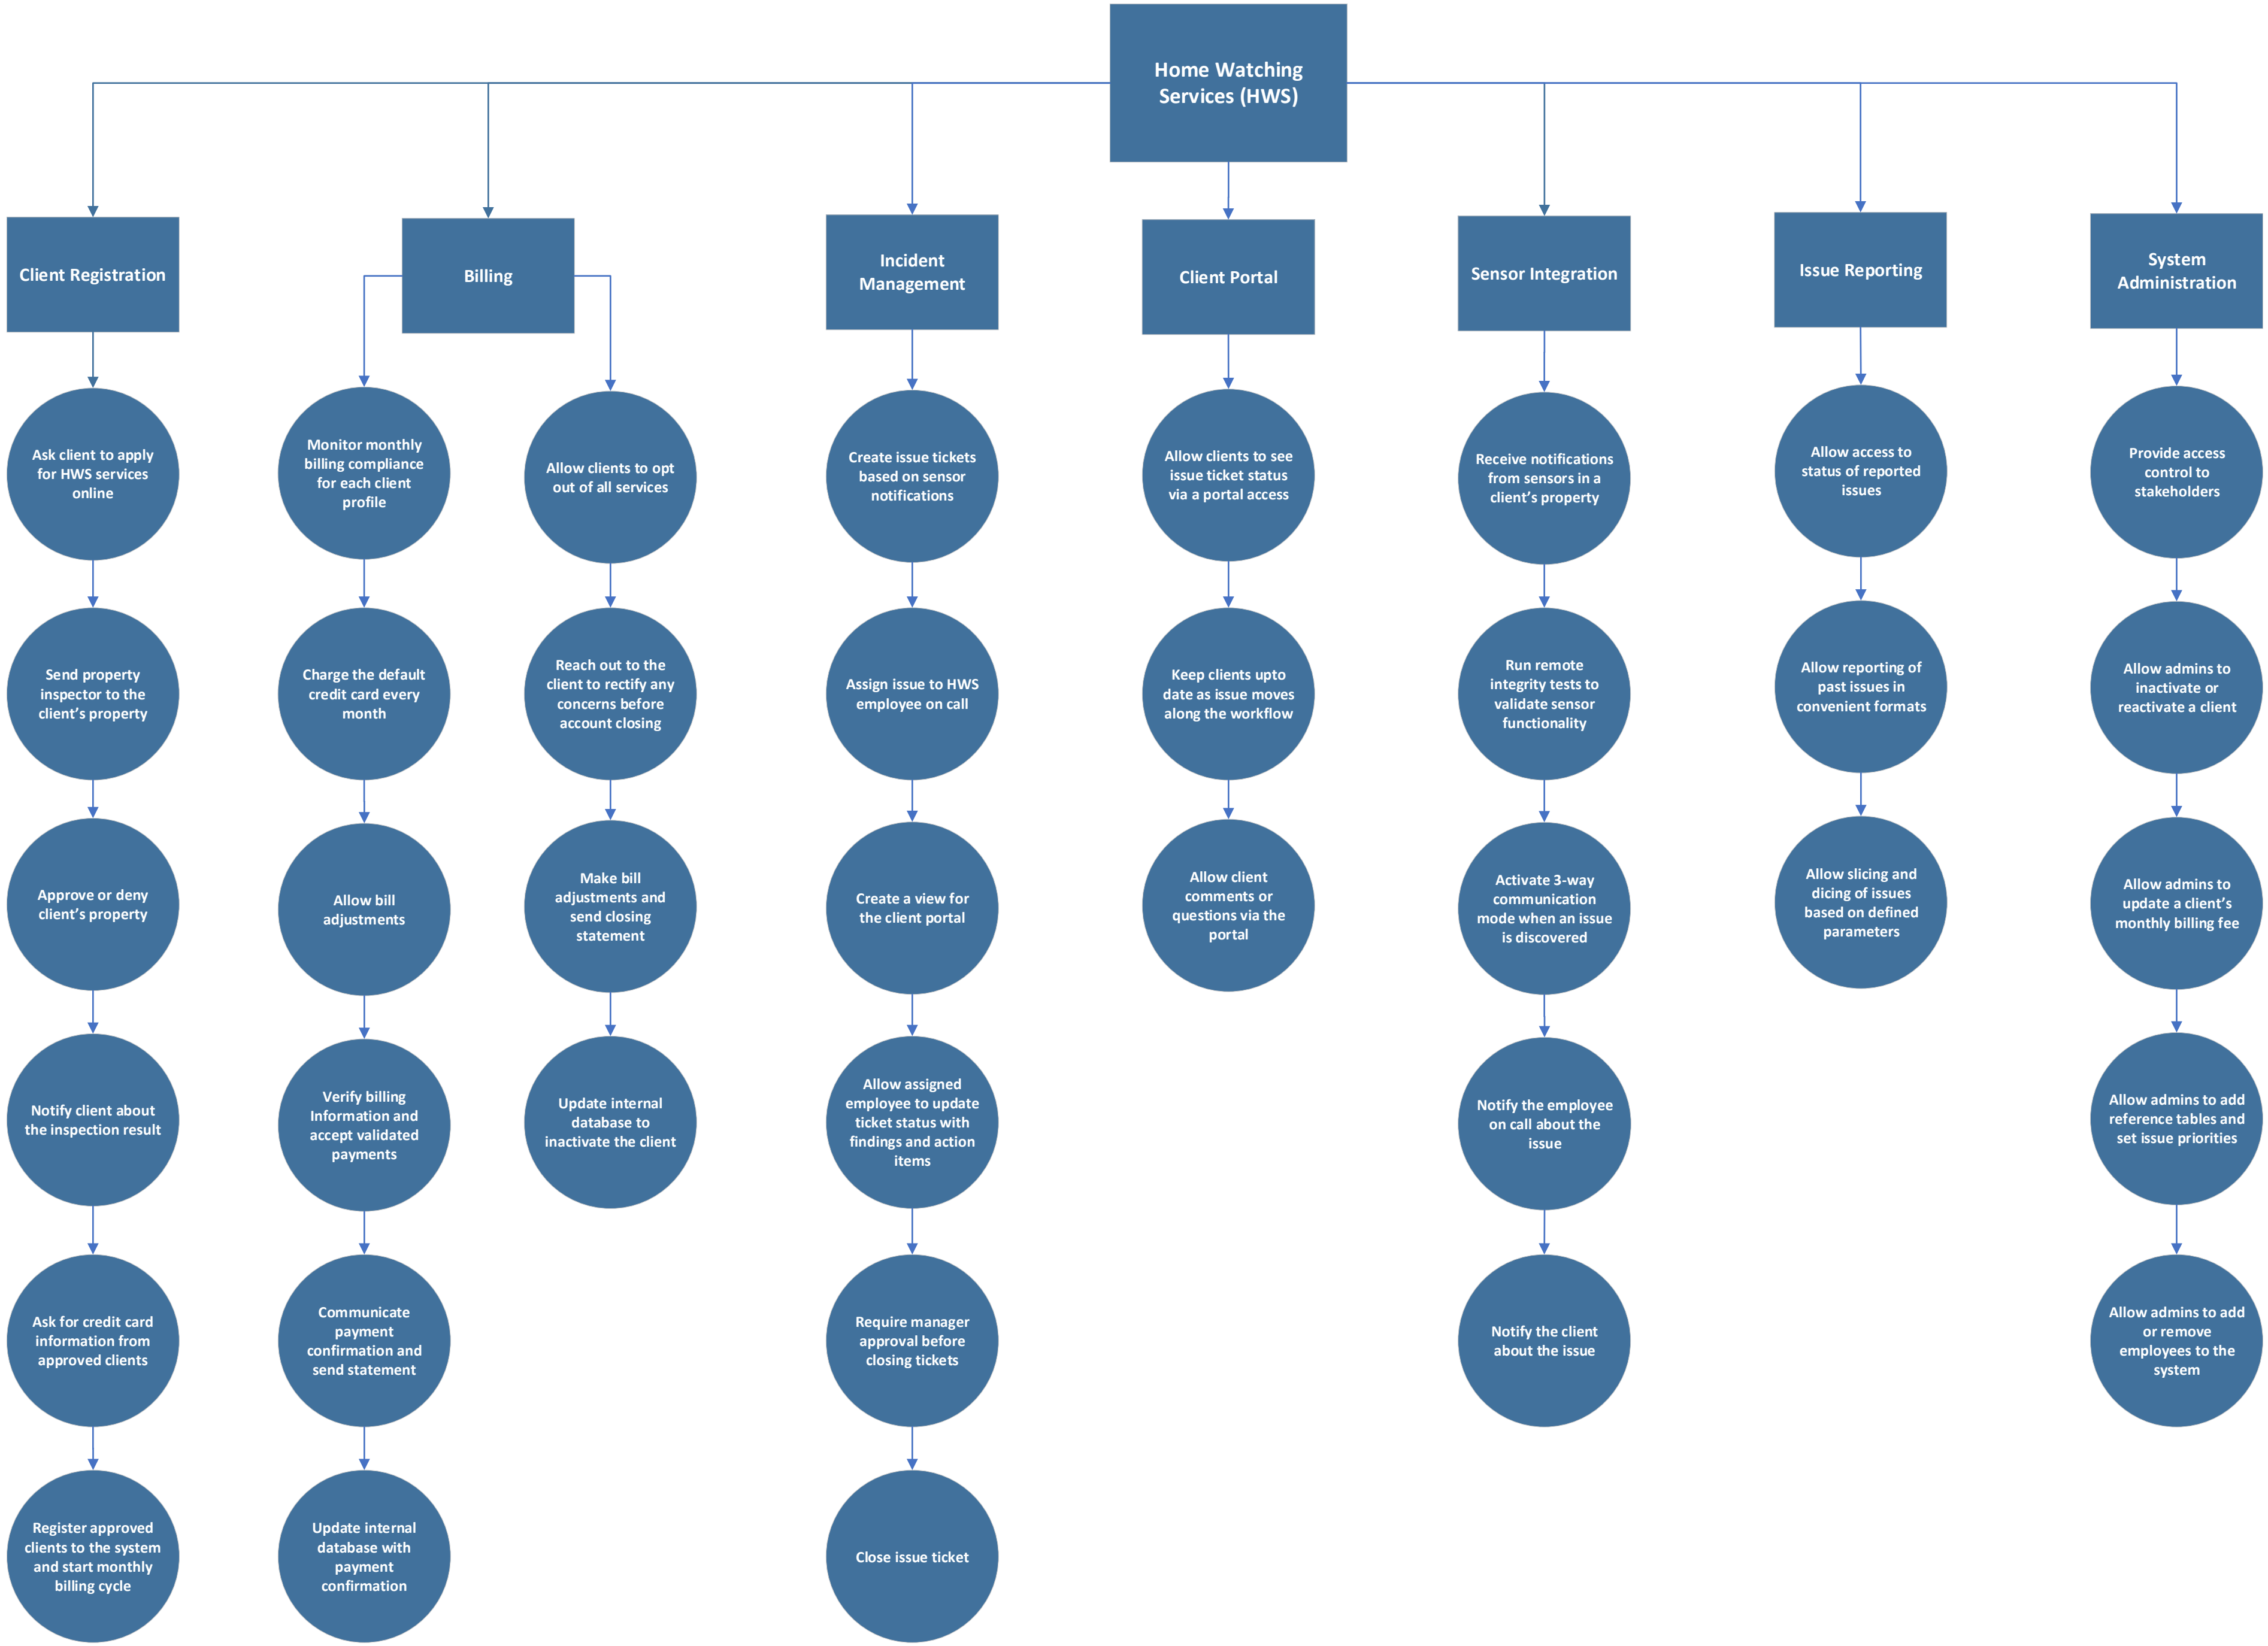 Home Watching
Services (HWS)
Client Registration
Billing
Incident
Management
Client Portal
Sensor Integration
Issue Reporting
System
Administration
Ask client to apply
for HWS services
online
Send property
inspector to the
client’s property
Approve or deny
client’s property
Notify client about
the inspection result
Ask for credit card
information from
approved clients
Register approved
clients to the system
and start monthly
billing cycle
Monitor monthly
billing compliance
for each client
profile
Charge the default
credit card every
month
Allow bill
adjustments
Verify billing
Information and
accept validated
payments
Communicate
payment
confirmation and
send statement
Update internal
database with
payment
confirmation
Allow clients to opt
out of all services
Reach out to the
client to rectify any
concerns before
account closing
Make bill
adjustments and
send closing
statement
Update internal
database to
inactivate the client
Create issue tickets
based on sensor
notifications
Assign issue to HWS
employee on call
Create a view for
the client portal
Allow assigned
employee to update
ticket status with
findings and action
items
Require manager
approval before
closing tickets
Close issue ticket
Allow clients to see
issue ticket status
via a portal access
Keep clients upto
date as issue moves
along the workflow
Allow client
comments or
questions via the
portal
Receive notifications
from sensors in a
client’s property
Run remote
integrity tests to
validate sensor
functionality
Activate 3-way
communication
mode when an issue
is discovered
Notify the employee
on call about the
issue
Notify the client
about the issue
Allow access to
status of reported
issues
Allow reporting of
past issues in
convenient formats
Allow slicing and
dicing of issues
based on defined
parameters
Provide access
control to
stakeholders
Allow admins to
inactivate or
reactivate a client
Allow admins to
update a client’s
monthly billing fee
Allow admins to add
reference tables and
set issue priorities
Allow admins to add
or remove
employees to the
system